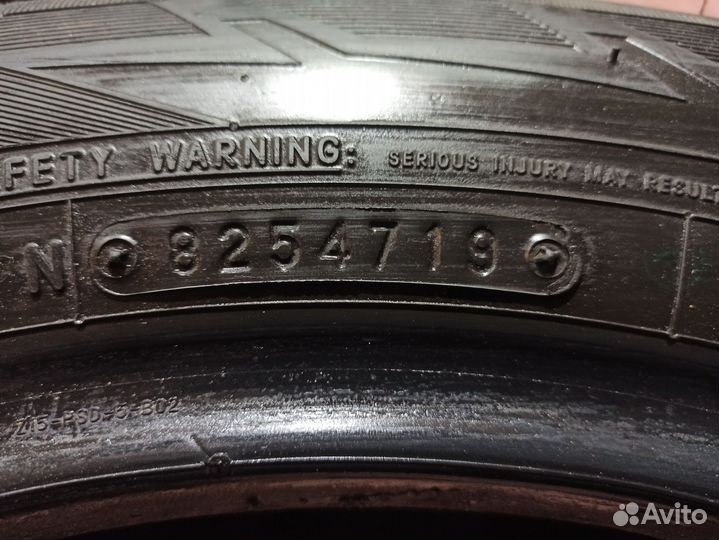 FETY WARNING: SERIOUS INJURY MAY RESULT
N 8254719
Avito